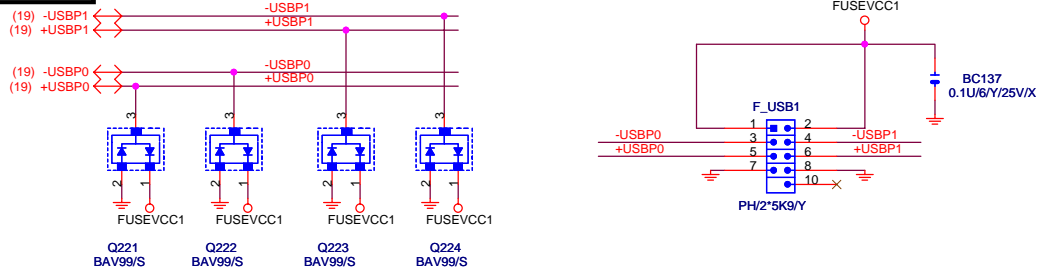 (19) -USBP1
(19) +USBP1
-USBP1
+USBP1
(19) -USBP0
(19) +USBP0
-USBP0
+USBP0
3
3
3
3
2
1
2
1
2
1
2
1
FUSEVCC1
FUSEVCC1
FUSEVCC1
FUSEVCC1
Q221
BAV99/S
Q222
BAV99/S
Q223
BAV99/S
Q224
BAV99/S
FUSEVCC1
BC137
0.1U/6/Y/25V/X
F_USB1
1
2
-USBP0
3
4
-USBP1
+USBP0
5
6
+USBP1
7
8
10
PH/2*5K9/Y